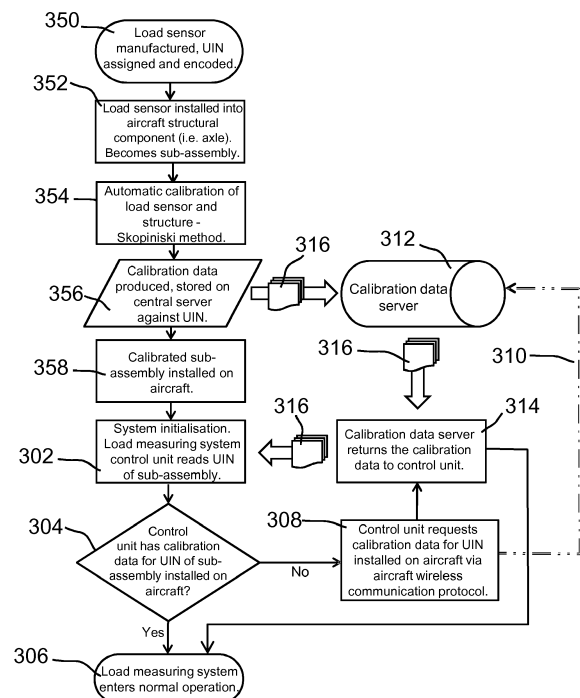 350
Load sensor
manufactured, UIN
assigned and encoded.
352
Load sensor installed into
aircraft structural
component (i.e. axle).
Becomes sub-assembly.
354
Automatic calibration of
load sensor and
structure -
Skopiniski method.
356
Calibration data
produced, stored on
central server
against UIN.
316
312
Calibration data
server
310
358
Calibrated sub-
assembly installed on
aircraft.
316
302
System initialisation.
Load measuring system
control unit reads UIN
of sub-assembly.
316
314
Calibration data server
returns the calibration
data to control unit.
304
Control
unit has calibration
data for UIN of sub-
assembly installed on
aircraft?
No
308
Control unit requests
calibration data for UIN
installed on aircraft via
aircraft wireless
communication protocol.
Yes
306
Load measuring system
enters normal operation.